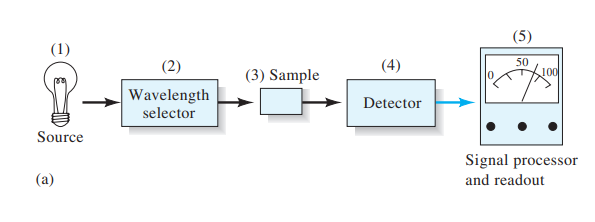 (1)
Source
(2)
Wavelength
selector
(3) Sample
(4)
Detector
(5)
0
50
100
Signal processor
and readout
(a)